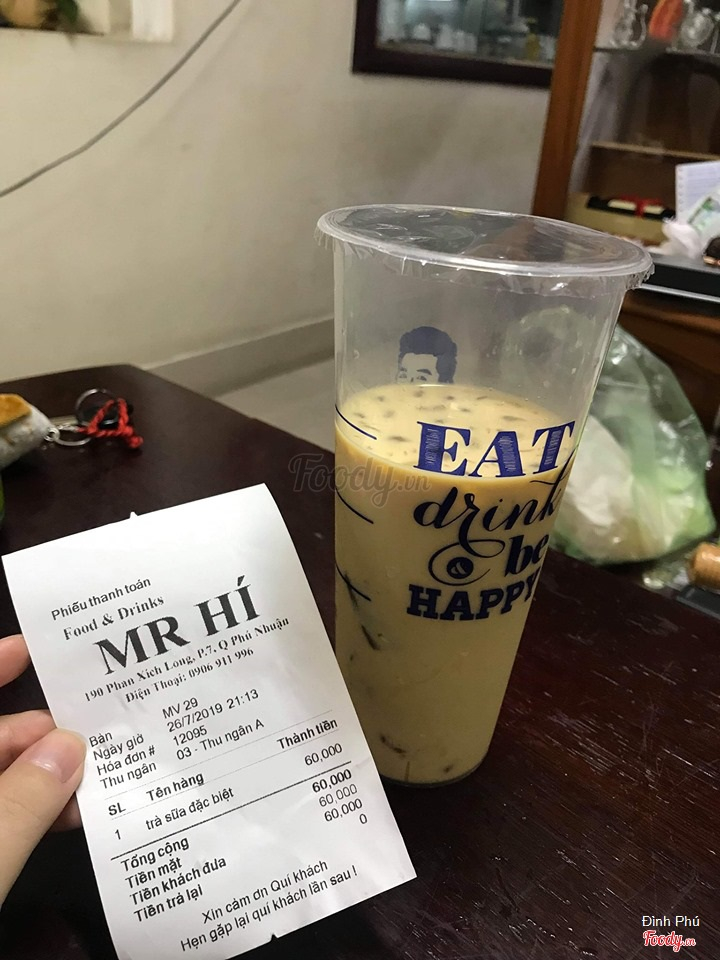 Phiếu thanh toán
Food & Drinks
MR HÍ
190 Phan Xích Long, P.7, Q Phú Nhuận
Điện Thoại: 0906 911 996
Bàn MV 29
Ngày giờ 26/7/2019 21:13
Hóa đơn # 12095
Thu ngân 03 - Thu ngân A
SL Tên hàng Thành tiền
1 trà sữa đặc biệt 60,000
Tổng cộng 60,000
Tiền mặt 60,000
Tiền khách đưa 60,000
Tiền trả lại 0
Xin cảm ơn Quí khách
Hẹn gặp lại quí khách lần sau !
EAT
drink
& be
HAPPY
Foody.vn
Đình Phú
Foody.vn